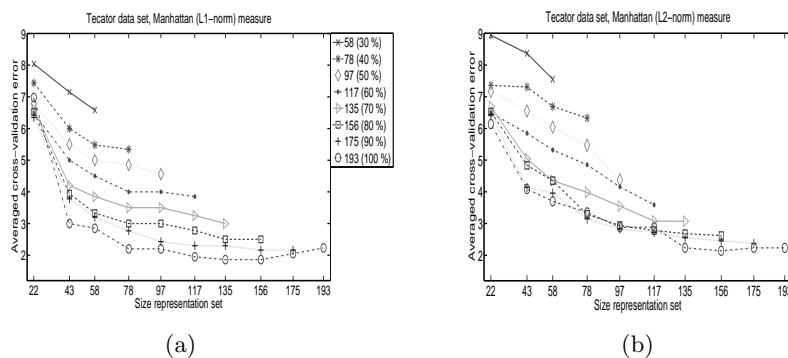 Tecator data set, Manhattan (L1-norm) measure
9
8
7
6
5
4
3
2
Averaged cross-validation error
22 43 58 78 97 117 135 156 175 193
Size representation set
58 (30 %)
78 (40 %)
97 (50 %)
117 (60 %)
135 (70 %)
156 (80 %)
175 (90 %)
193 (100 %)
(a)
Tecator data set, Manhattan (L2-norm) measure
9
8
7
6
5
4
3
2
Averaged cross-validation error
22 43 58 78 97 117 135 156 175 193
Size representation set
(b)